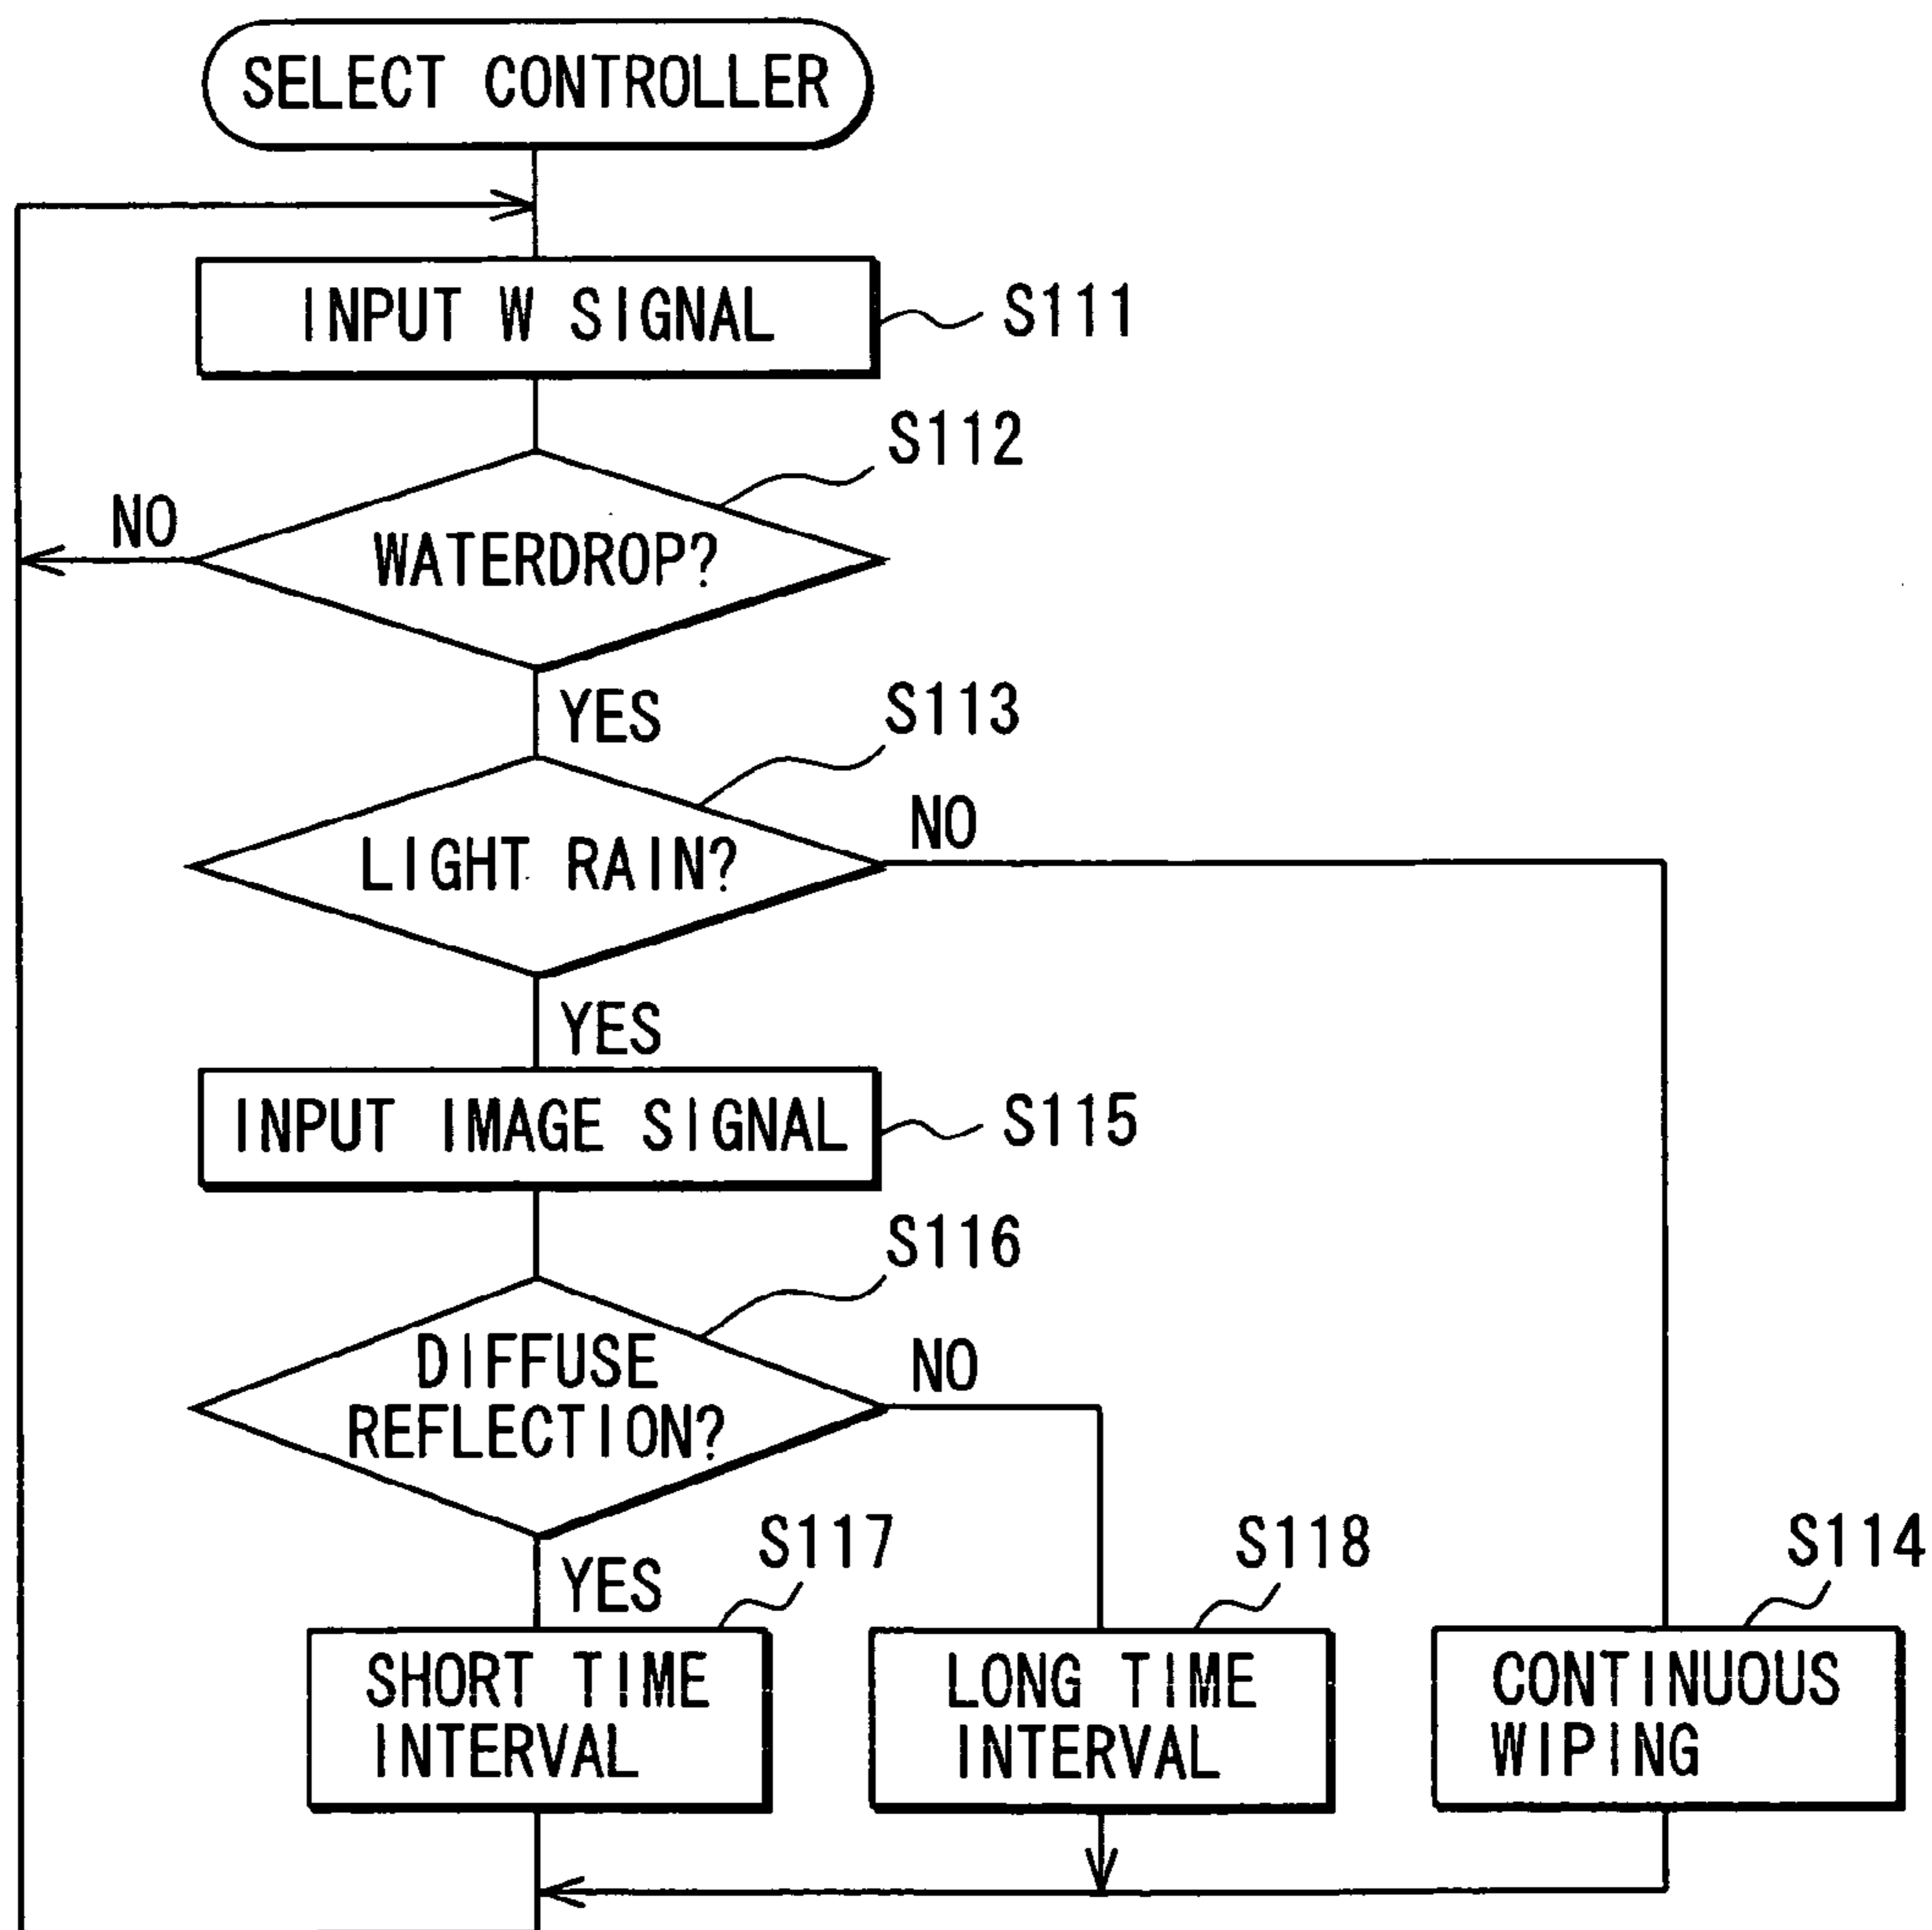 SELECT CONTROLLER
INPUT W SIGNAL
S111
S112
NO
WATERDROP?
YES
S113
NO
LIGHT RAIN?
YES
INPUT IMAGE SIGNAL
S115
S116
NO
DIFFUSE
REFLECTION?
YES
S117
S118
S114
SHORT TIME
INTERVAL
LONG TIME
INTERVAL
CONTINUOUS
WIPING